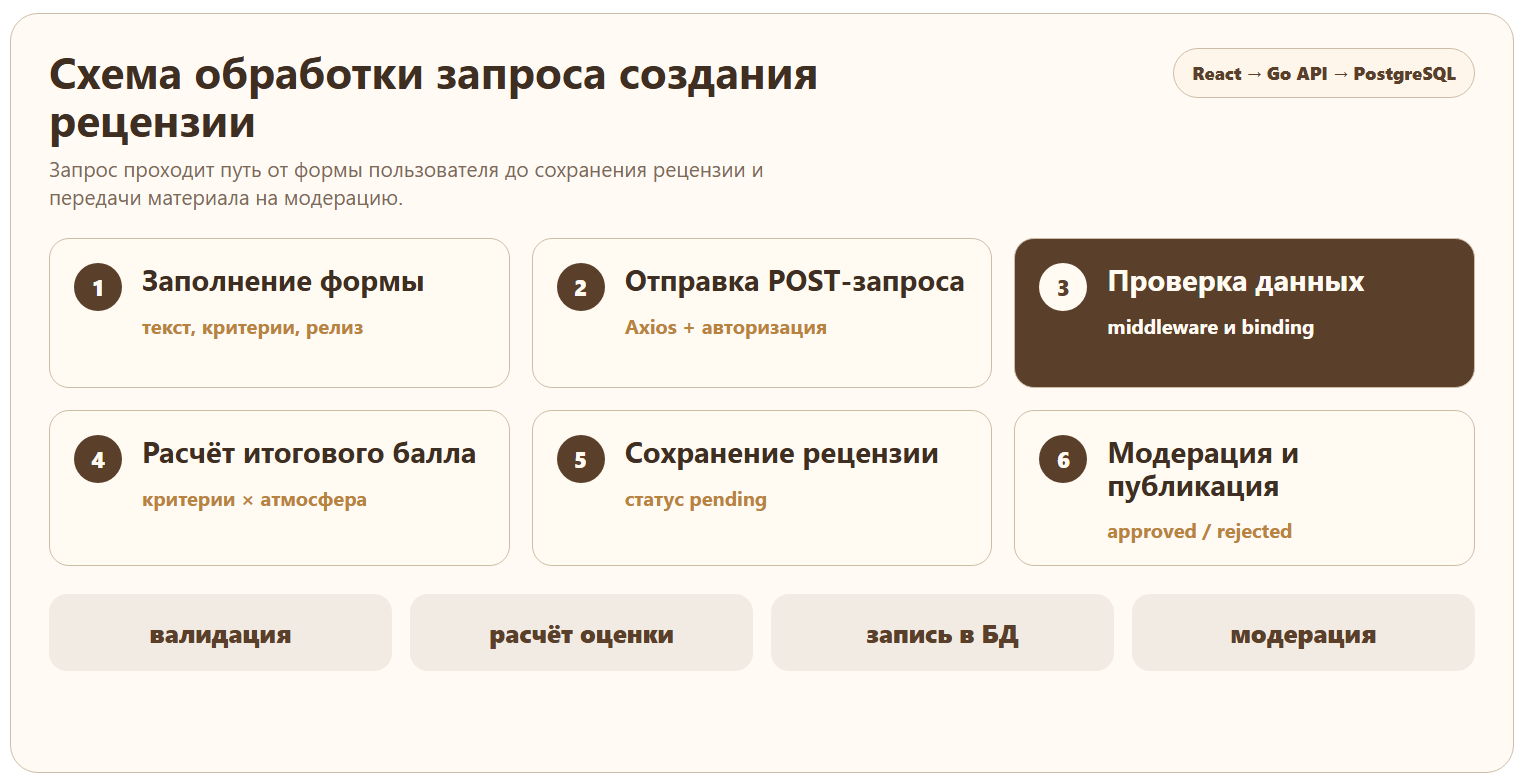 Схема обработки запроса создания
рецензии
React → Go API → PostgreSQL
Запрос проходит путь от формы пользователя до сохранения рецензии и
передачи материала на модерацию.
1
Заполнение формы
текст, критерии, релиз
2
Отправка POST-запроса
Axios + авторизация
3
Проверка данных
middleware и binding
4
Расчёт итогового балла
критерии × атмосфера
5
Сохранение рецензии
статус pending
6
Модерация и
публикация
approved / rejected
валидация
расчёт оценки
запись в БД
модерация